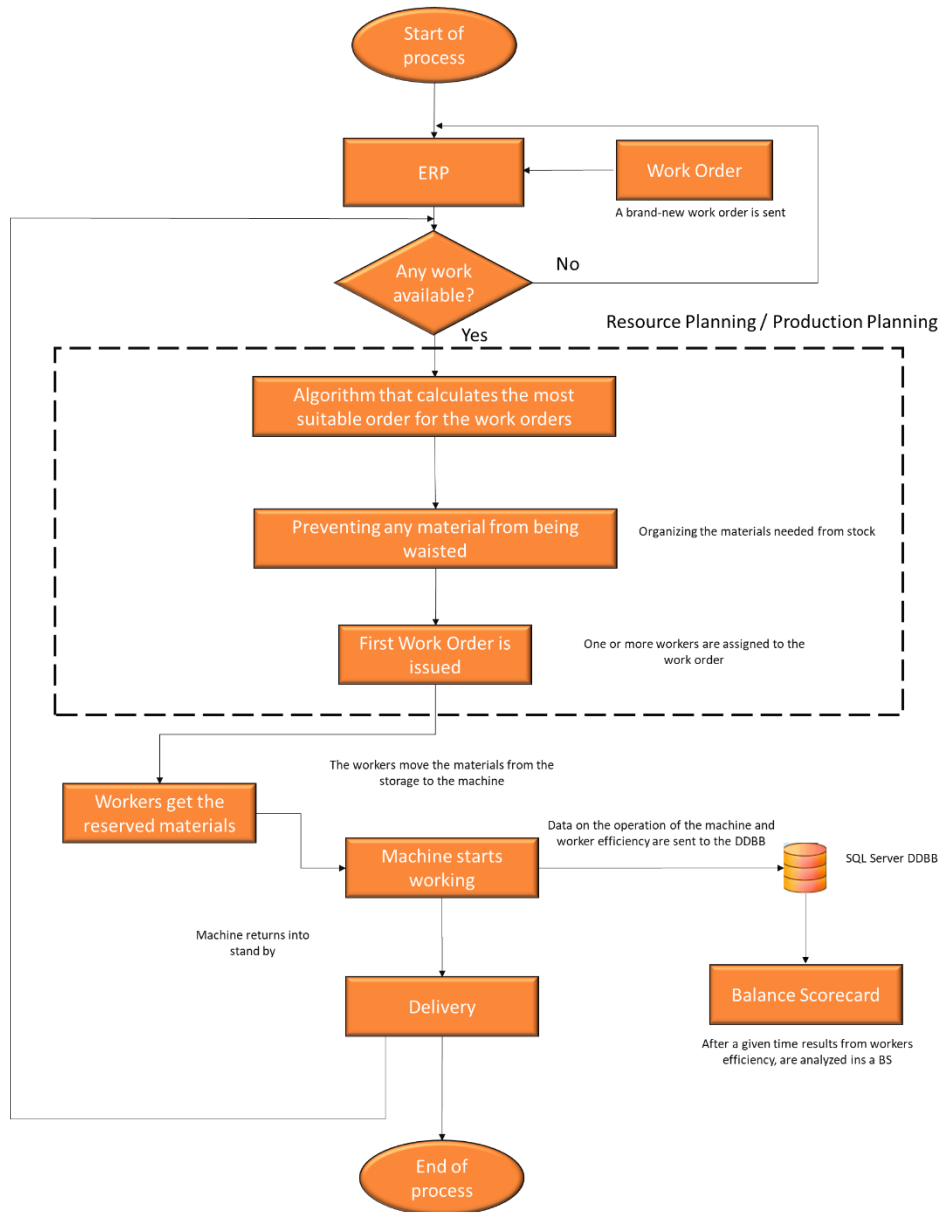 Start of
process
ERP
Work Order
A brand-new work order is sent
Any work
available?
No
Yes
Resource Planning / Production Planning
Algorithm that calculates the most
suitable order for the work orders
Preventing any material from being
waisted
Organizing the materials needed from stock
First Work Order is
issued
One or more workers are assigned to the
work order
The workers move the materials from the
storage to the machine
Workers get the
reserved materials
Data on the operation of the machine and
worker efficiency are sent to the DDBB
Machine starts
working
SQL Server DDBB
Machine returns into
stand by
Delivery
Balance Scorecard
After a given time results from workers
efficiency, are analyzed ins a BS
End of
process